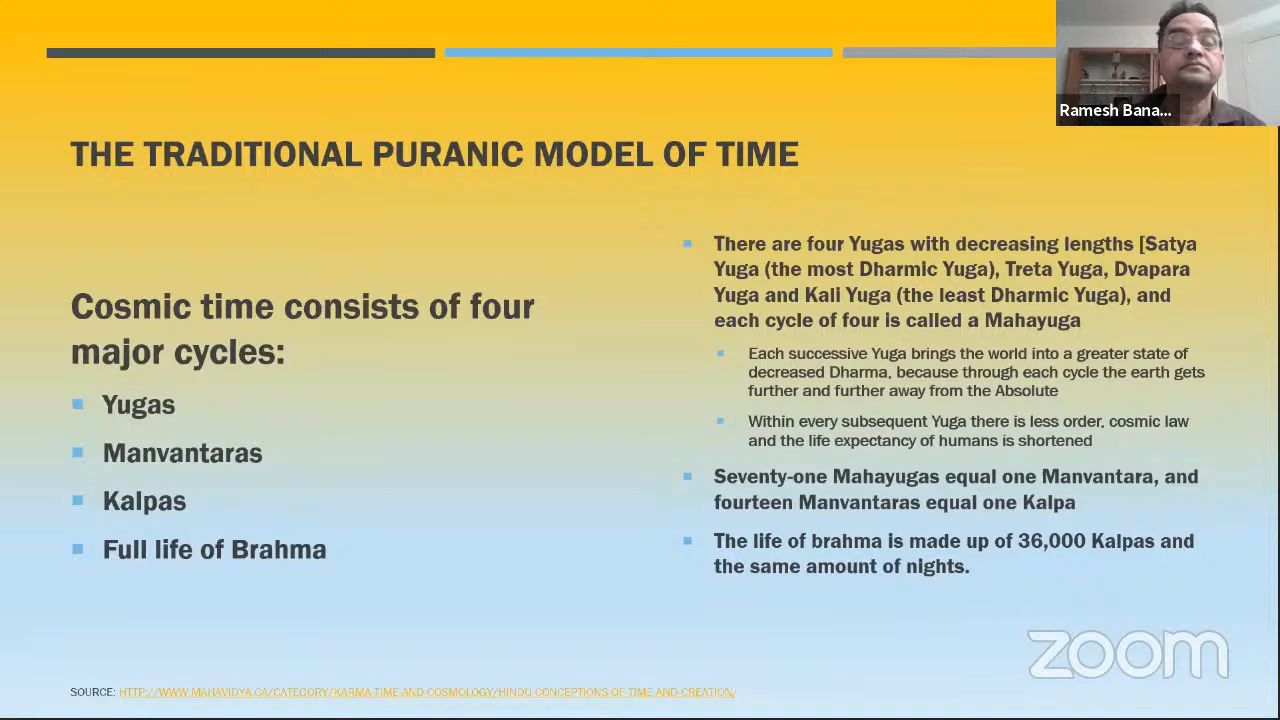 Ramesh Bana...
THE TRADITIONAL PURANIC MODEL OF TIME
Cosmic time consists of four
major cycles:
Yugas
Manvantaras
Kalpas
Full life of Brahma
There are four Yugas with decreasing lengths [Satya
Yuga (the most Dharmic Yuga), Treta Yuga, Dvapara
Yuga and Kali Yuga (the least Dharmic Yuga), and
each cycle of four is called a Mahayuga
Each successive Yuga brings the world into a greater state of
decreased Dharma, because through each cycle the earth gets
further and further away from the Absolute
Within every subsequent Yuga there is less order, cosmic law
and the life expectancy of humans is shortened
Seventy-one Mahayugas equal one Manvantara, and
fourteen Manvantaras equal one Kalpa
The life of brahma is made up of 36,000 Kalpas and
the same amount of nights.
zoom
SOURCE: HTTP://WWW.MAHAVIDYA.CA/CATEGORY/KARMA-TIME-AND-COSMOLOGY/HINDU-CONCEPTIONS-OF-TIME-AND-CREATION/